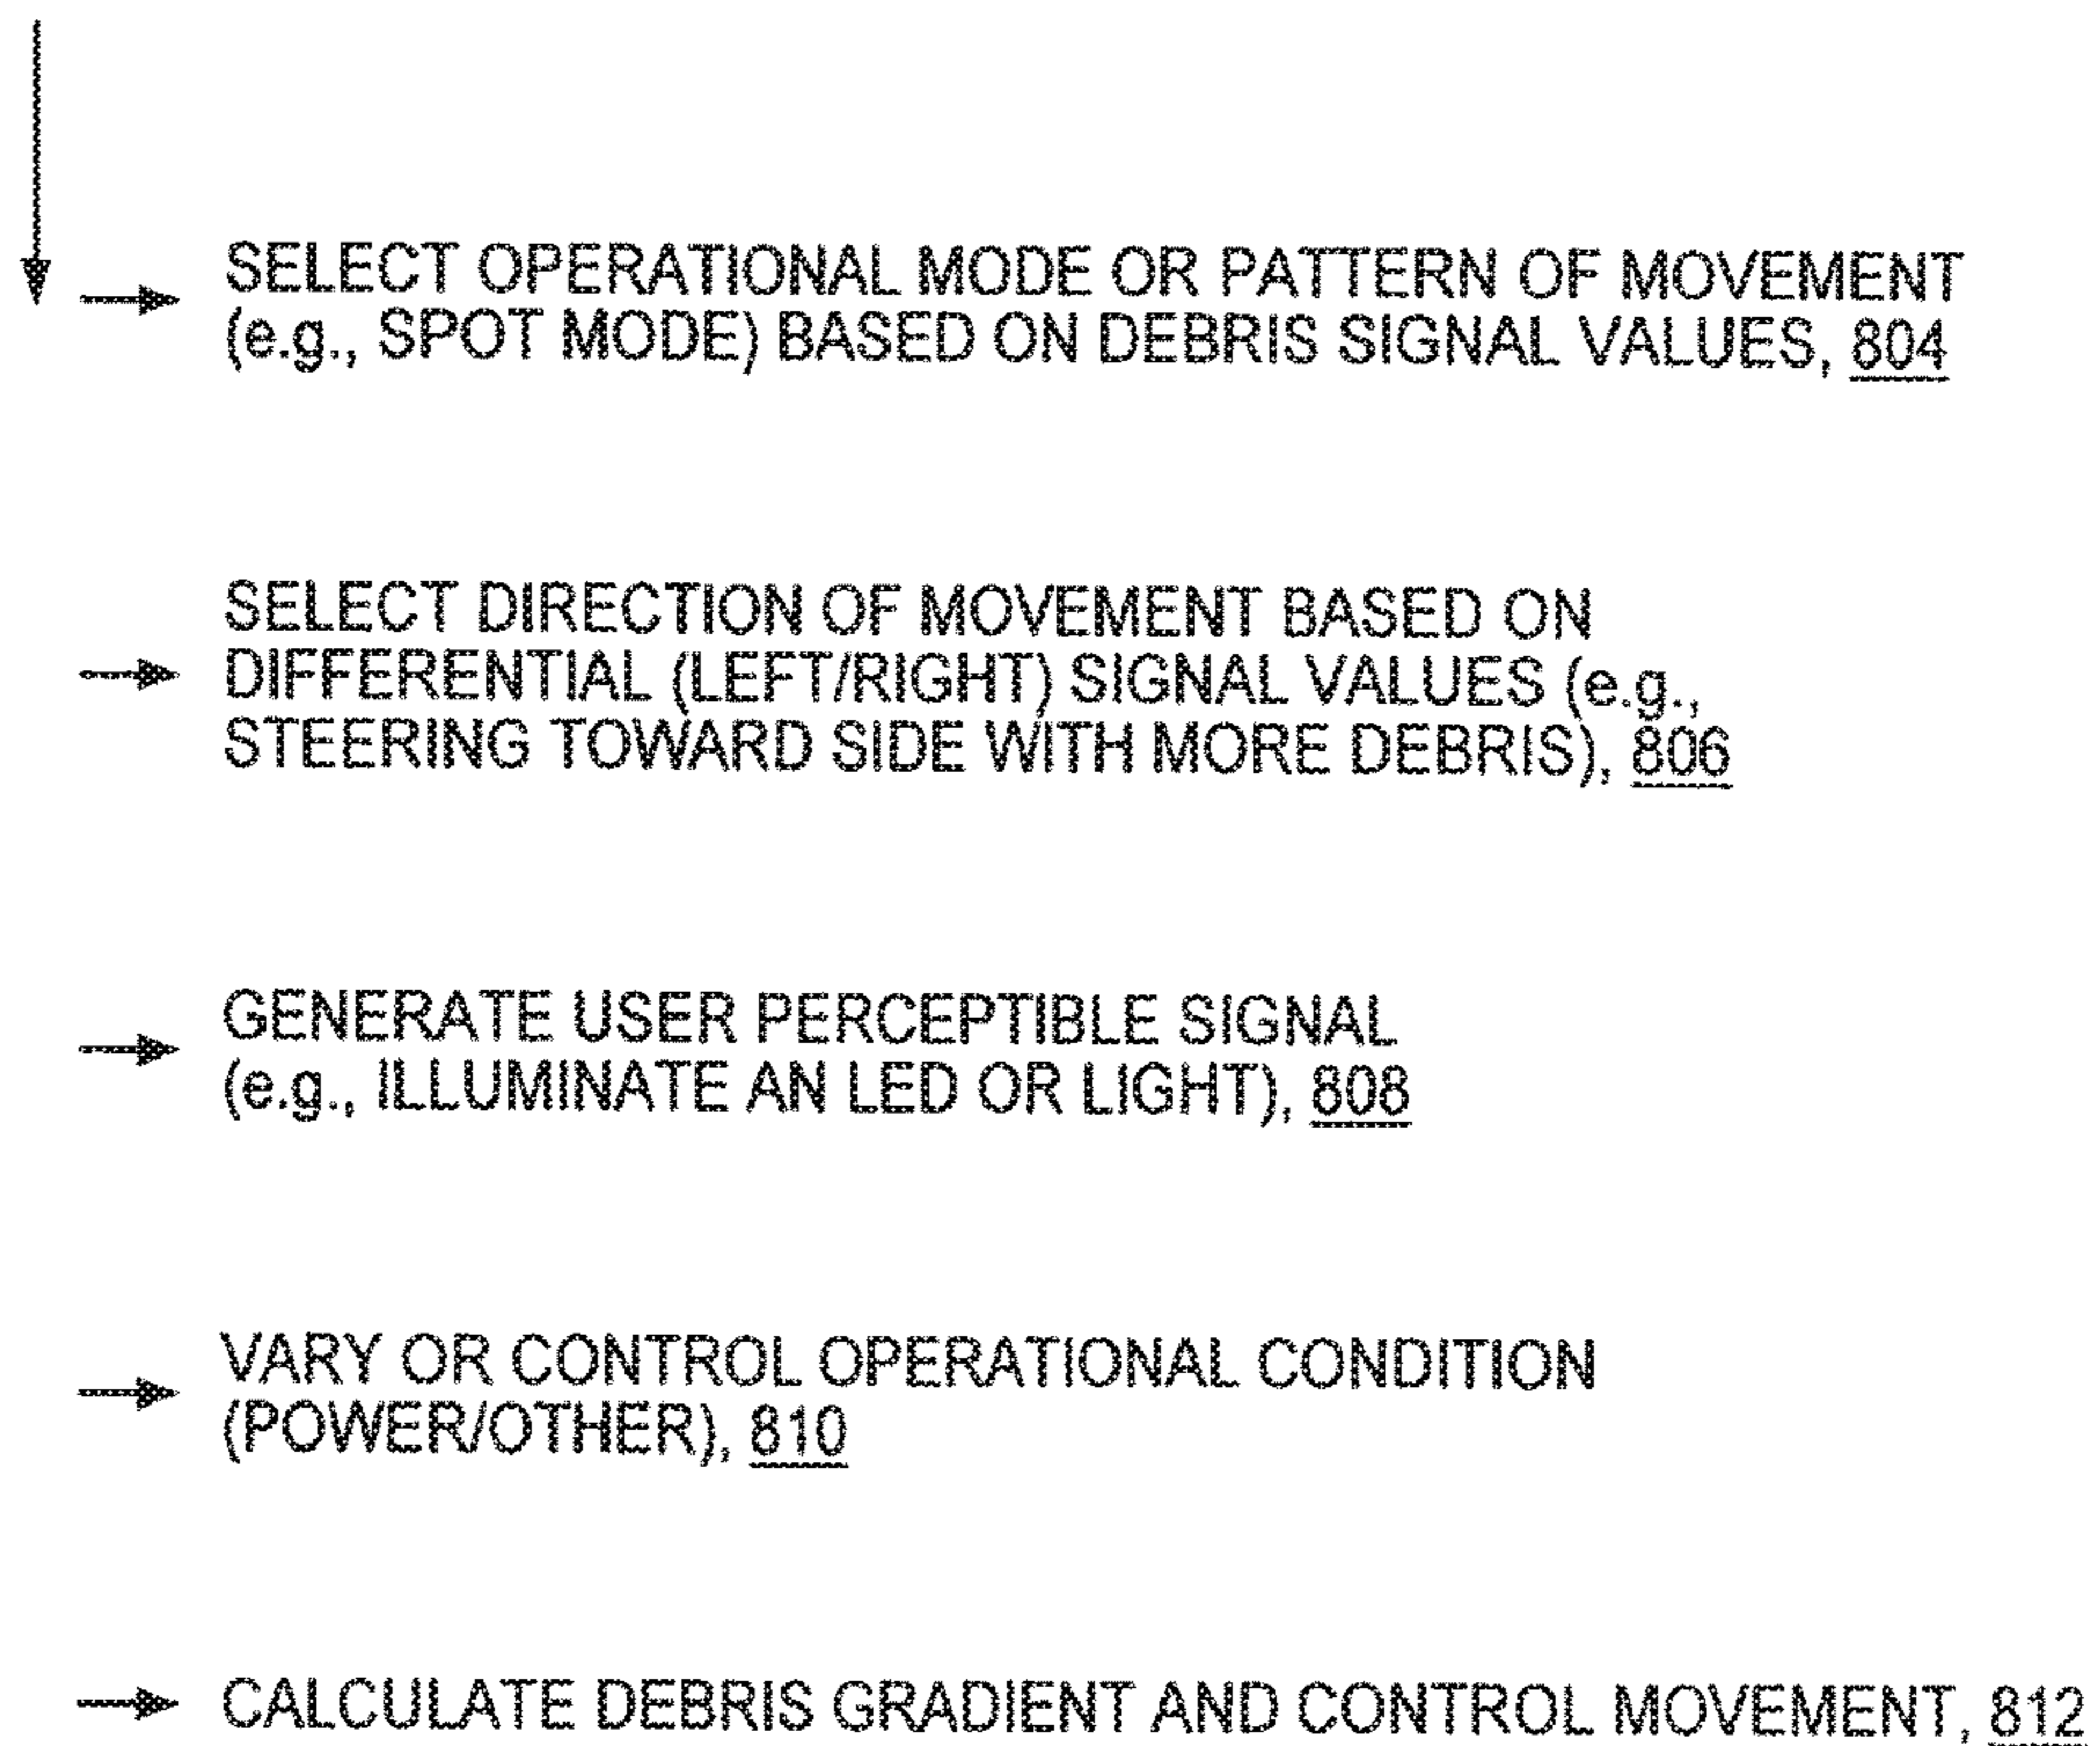 SELECT OPERATIONAL MODE OR PATTERN OF MOVEMENT
(e.g., SPOT MODE) BASED ON DEBRIS SIGNAL VALUES, 804
SELECT DIRECTION OF MOVEMENT BASED ON
DIFFERENTIAL (LEFT/RIGHT) SIGNAL VALUES (e.g.,
STEERING TOWARD SIDE WITH MORE DEBRIS), 806
GENERATE USER PERCEPTIBLE SIGNAL
(e.g., ILLUMINATE AN LED OR LIGHT), 808
VARY OR CONTROL OPERATIONAL CONDITION
(POWER/OTHER), 810
CALCULATE DEBRIS GRADIENT AND CONTROL MOVEMENT, 812